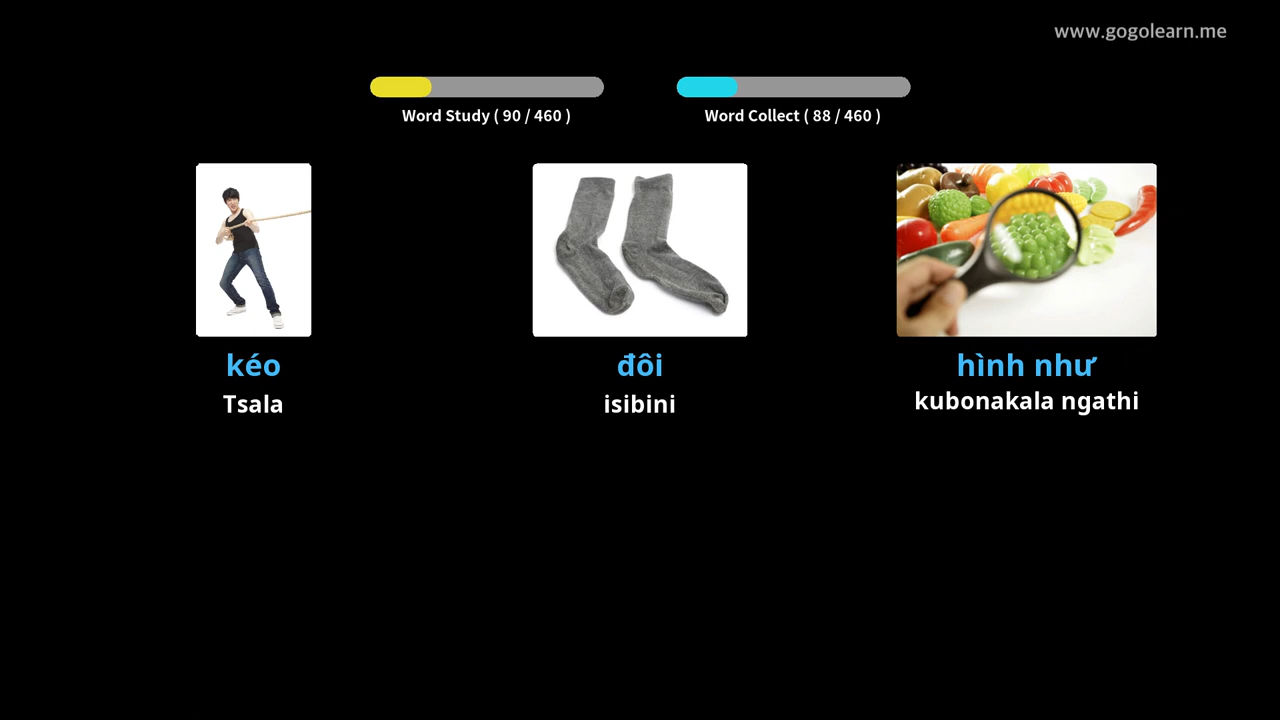 www.gogolearn.me
Word Study ( 90 / 460 )
Word Collect ( 88 / 460 )
kéo
Tsala
đôi
isibini
hình như
kubonakala ngathi